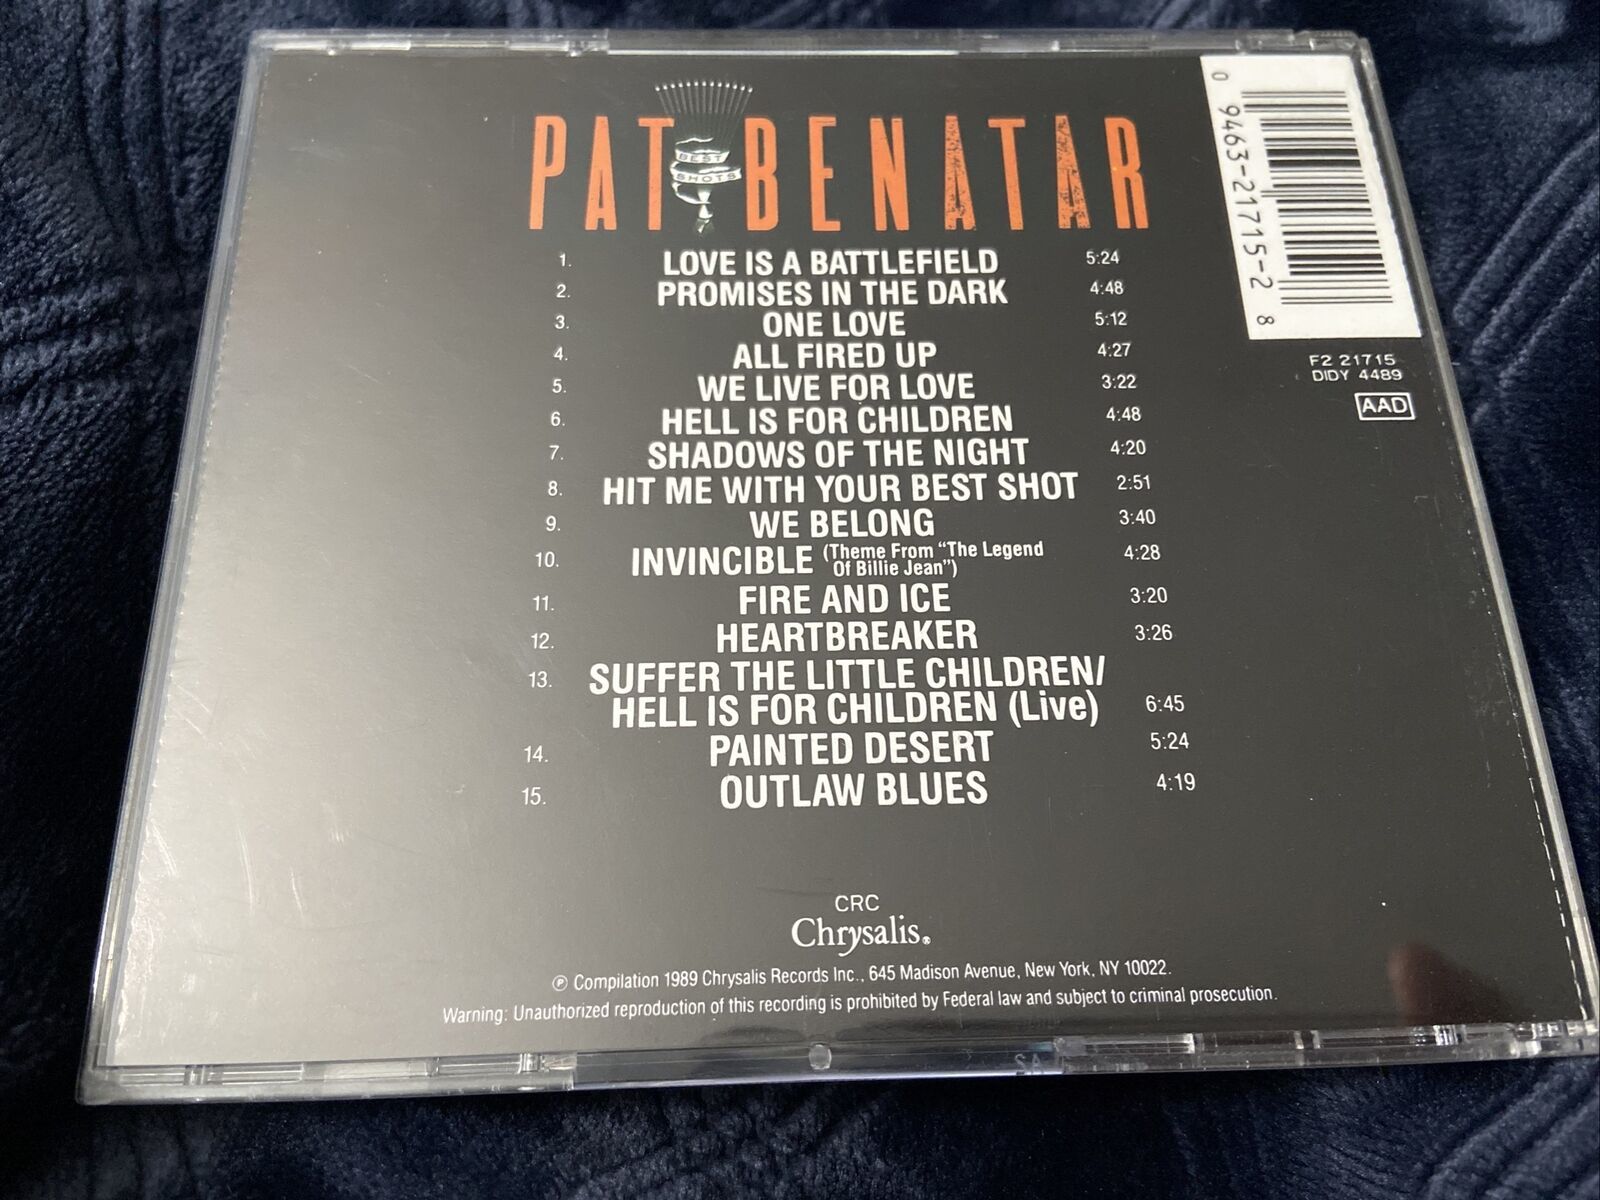 PAT BENATAR
BEST
SHOTS
1. LOVE IS A BATTLEFIELD 5:24
2. PROMISES IN THE DARK 4:48
3. ONE LOVE 5:12
4. ALL FIRED UP 4:27
5. WE LIVE FOR LOVE 3:22
6. HELL IS FOR CHILDREN 4:48
7. SHADOWS OF THE NIGHT 4:20
8. HIT ME WITH YOUR BEST SHOT 2:51
9. WE BELONG 3:40
10. INVINCIBLE (Theme From "The Legend
Of Billie Jean") 4:28
11. FIRE AND ICE 3:20
12. HEARTBREAKER 3:26
13. SUFFER THE LITTLE CHILDREN/
HELL IS FOR CHILDREN (Live) 6:45
14. PAINTED DESERT 5:24
15. OUTLAW BLUES 4:19
0 9463-21715-2 8
F2 21715
DIDY 4489
AAD
CRC
Chrysalis®
℗ Compilation 1989 Chrysalis Records Inc., 645 Madison Avenue, New York, NY 10022.
Warning: Unauthorized reproduction of this recording is prohibited by Federal law and subject to criminal prosecution.